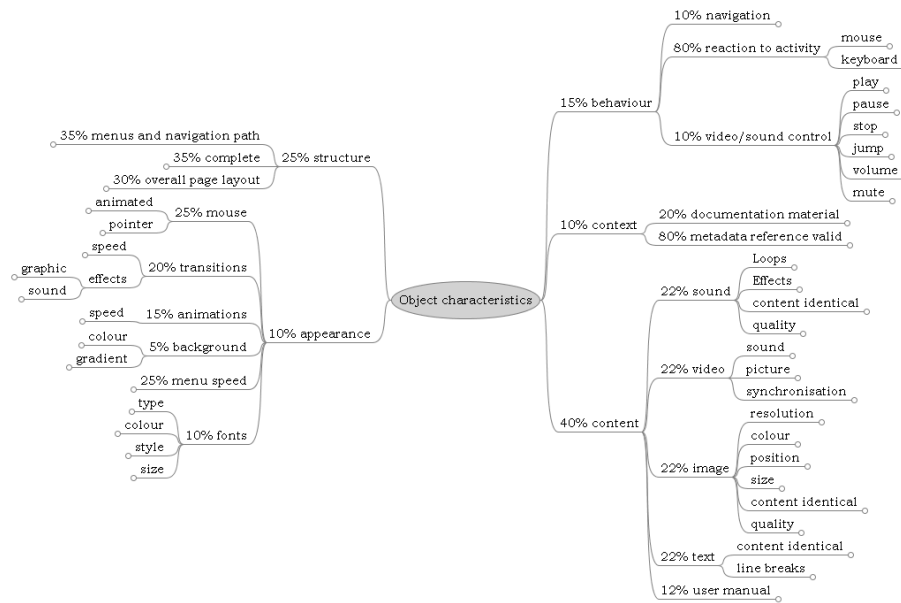 Object characteristics
25% structure
35% menus and navigation path
35% complete
30% overall page layout
10% appearance
25% mouse
animated
pointer
20% transitions
speed
effects
graphic
sound
15% animations
speed
5% background
colour
gradient
25% menu speed
10% fonts
type
colour
style
size
15% behaviour
10% navigation
80% reaction to activity
mouse
keyboard
10% video/sound control
play
pause
stop
jump
volume
mute
10% context
20% documentation material
80% metadata reference valid
40% content
22% sound
Loops
Effects
content identical
quality
22% video
sound
picture
synchronisation
22% image
resolution
colour
position
size
content identical
quality
22% text
content identical
line breaks
12% user manual